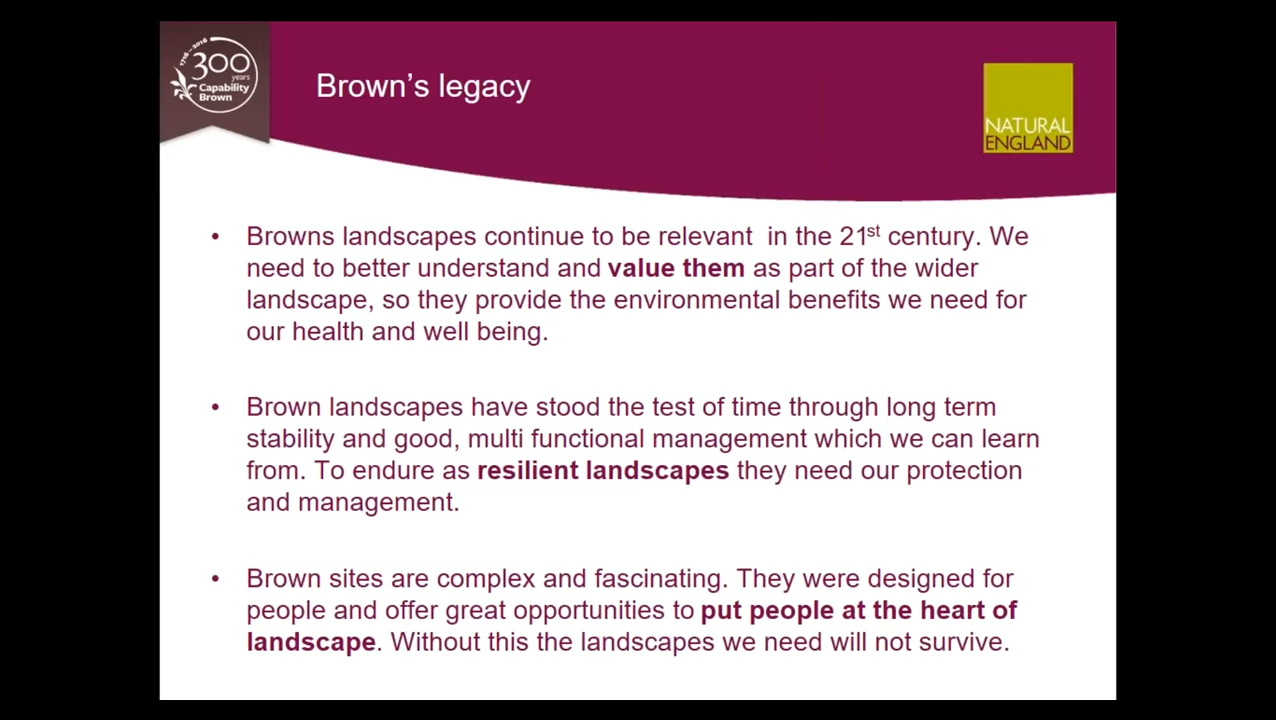 1716 – 2016
300
years
Capability
Brown
Brown’s legacy
NATURAL
ENGLAND
• Browns landscapes continue to be relevant  in the 21st century. We
need to better understand and value them as part of the wider
landscape, so they provide the environmental benefits we need for
our health and well being.
• Brown landscapes have stood the test of time through long term
stability and good, multi functional management which we can learn
from. To endure as resilient landscapes they need our protection
and management.
• Brown sites are complex and fascinating. They were designed for
people and offer great opportunities to put people at the heart of
landscape. Without this the landscapes we need will not survive.